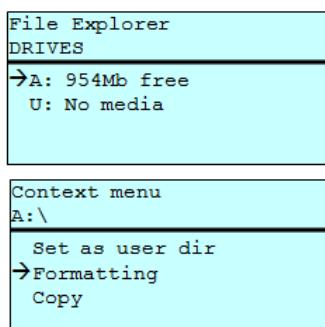 File Explorer
DRIVES
→A: 954Mb free
U: No media
Context menu
A:\
Set as user dir
→Formatting
Copy